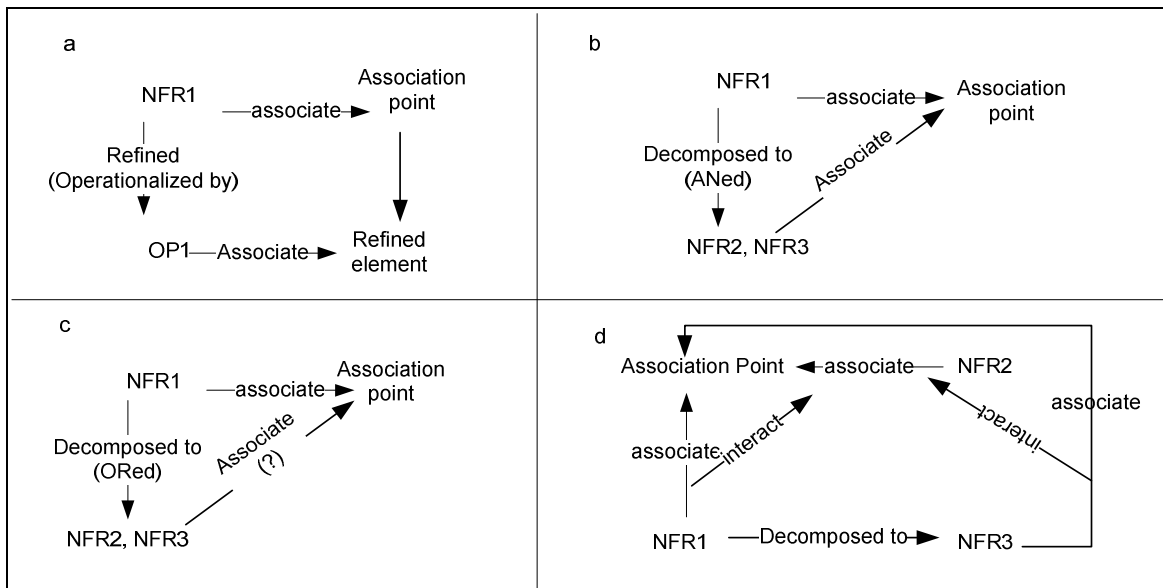 a
NFR1
associate
Association
point
Refined
(Operationalized by)
OP1
Associate
Refined
element
b
NFR1
associate
Association
point
Decomposed to
(ANed)
Associate
NFR2, NFR3
c
NFR1
associate
Association
point
Decomposed to
(ORed)
Associate
(?)
NFR2, NFR3
d
Association Point
associate
NFR2
associate
interact
interact
associate
NFR1
Decomposed to
NFR3